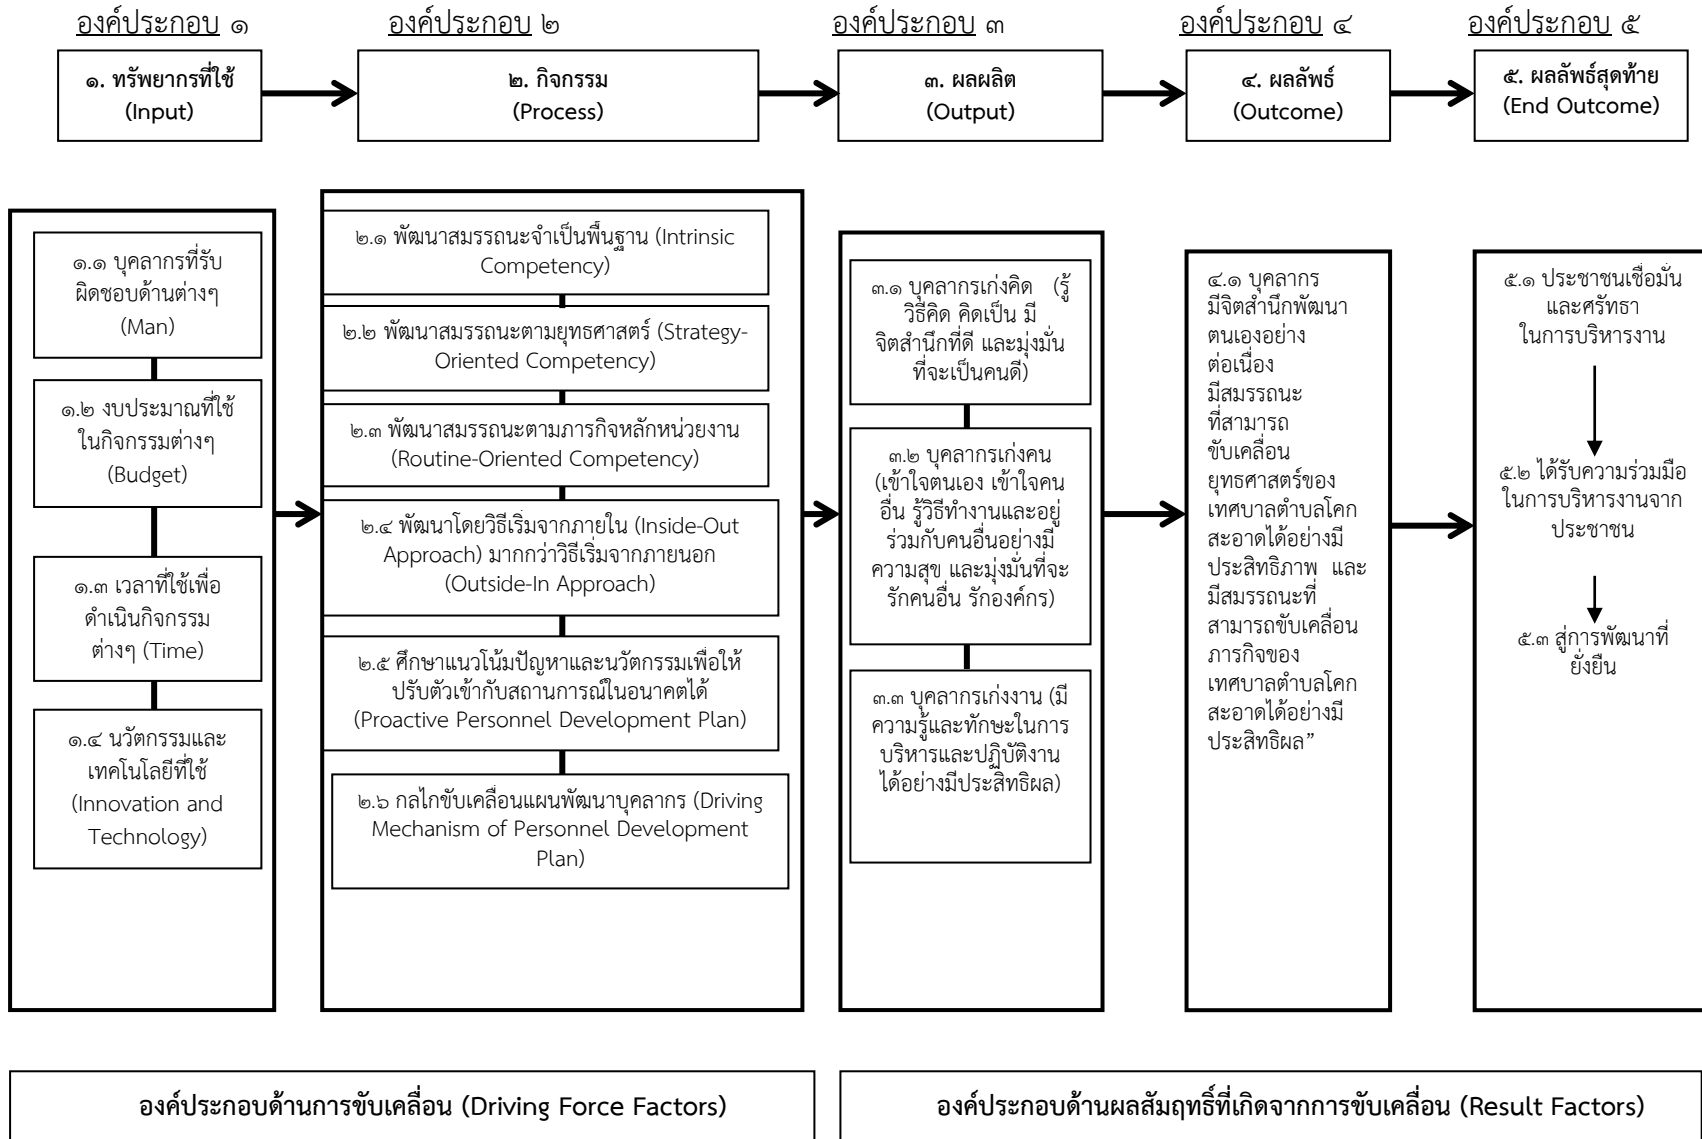 องค์ประกอบ ๑
องค์ประกอบ ๒
องค์ประกอบ ๓
องค์ประกอบ ๔
องค์ประกอบ ๕
๑. ทรัพยากรที่ใช้
(Input)
๒. กิจกรรม
(Process)
๓. ผลผลิต
(Output)
๔. ผลลัพธ์
(Outcome)
๕. ผลลัพธ์สุดท้าย
(End Outcome)
๑.๑ บุคลากรที่รับ
ผิดชอบด้านต่างๆ
(Man)
๑.๒ งบประมาณที่ใช้
ในกิจกรรมต่างๆ
(Budget)
๑.๓ เวลาที่ใช้เพื่อ
ดำเนินกิจกรรม
ต่างๆ (Time)
๑.๔ นวัตกรรมและ
เทคโนโลยีที่ใช้
(Innovation and
Technology)
๒.๑ พัฒนาสมรรถนะจำเป็นพื้นฐาน (Intrinsic
Competency)
๒.๒ พัฒนาสมรรถนะตามยุทธศาสตร์ (Strategy-
Oriented Competency)
๒.๓ พัฒนาสมรรถนะตามภารกิจหลักหน่วยงาน
(Routine-Oriented Competency)
๒.๔ พัฒนาโดยวิธีเริ่มจากภายใน (Inside-Out
Approach) มากกว่าวิธีเริ่มจากภายนอก
(Outside-In Approach)
๒.๕ ศึกษาแนวโน้มปัญหาและนวัตกรรมเพื่อให้
ปรับตัวเข้ากับสถานการณ์ในอนาคตได้
(Proactive Personnel Development Plan)
๒.๖ กลไกขับเคลื่อนแผนพัฒนาบุคลากร (Driving
Mechanism of Personnel Development
Plan)
๓.๑ บุคลากรเก่งคิด (รู้
วิธีคิด คิดเป็น มี
จิตสำนึกที่ดี และมุ่งมั่น
ที่จะเป็นคนดี)
๓.๒ บุคลากรเก่งคน
(เข้าใจตนเอง เข้าใจคน
อื่น รู้วิธีทำงานและอยู่
ร่วมกับคนอื่นอย่างมี
ความสุข และมุ่งมั่นที่จะ
รักคนอื่น รักองค์กร)
๓.๓ บุคลากรเก่งงาน (มี
ความรู้และทักษะในการ
บริหารและปฏิบัติงาน
ได้อย่างมีประสิทธิผล)
๔.๑ บุคลากร
มีจิตสำนึกพัฒนา
ตนเองอย่าง
ต่อเนื่อง
มีสมรรถนะ
ที่สามารถ
ขับเคลื่อน
ยุทธศาสตร์ของ
เทศบาลตำบลโคก
สะอาดได้อย่างมี
ประสิทธิภาพ และ
มีสมรรถนะที่
สามารถขับเคลื่อน
ภารกิจของ
เทศบาลตำบลโคก
สะอาดได้อย่างมี
ประสิทธิผล”
๕.๑ ประชาชนเชื่อมั่น
และศรัทธา
ในการบริหารงาน
๕.๒ ได้รับความร่วมมือ
ในการบริหารงานจาก
ประชาชน
๕.๓ สู่การพัฒนาที่
ยั่งยืน
องค์ประกอบด้านการขับเคลื่อน (Driving Force Factors)
องค์ประกอบด้านผลสัมฤทธิ์ที่เกิดจากการขับเคลื่อน (Result Factors)